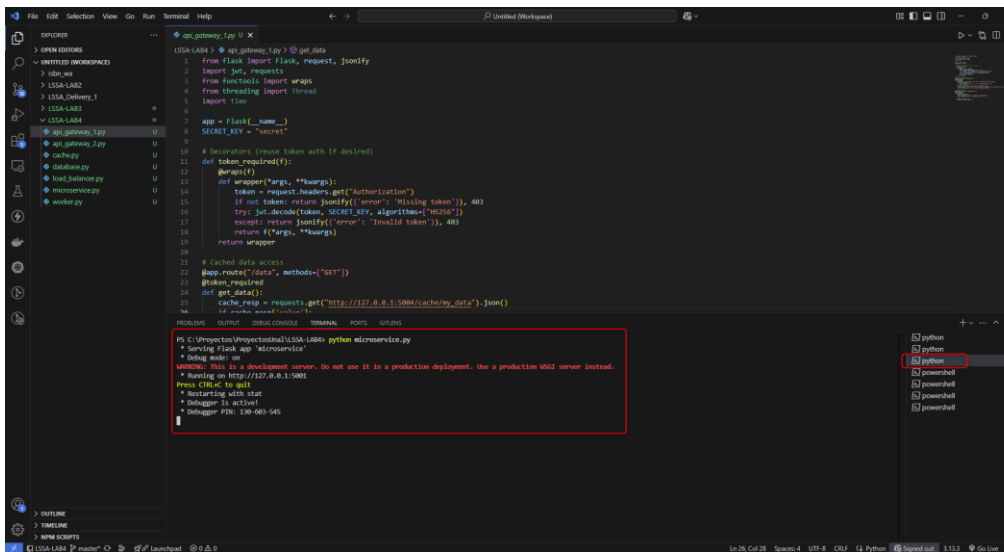 File Edit Selection View Go Run Terminal Help
Untitled (Workspace)
EXPLORER
OPEN EDITORS
UNTITLED (WORKSPACE)
isbn_wa
LSSA-LAB2
LSSA_Delivery_1
LSSA-LAB3
LSSA-LAB4
api_gateway_1.py U
api_gateway_2.py U
cache.py U
database.py U
load_balancer.py U
microservice.py U
worker.py U
OUTLINE
TIMELINE
NPM SCRIPTS
api_gateway_1.py U
LSSA-LAB4 > api_gateway_1.py > get_data
1 from flask import Flask, request, jsonify
2 import jwt, requests
3 from functools import wraps
4 from threading import Thread
5 import time
6
7 app = Flask(__name__)
8 SECRET_KEY = "secret"
9
10 # Decorators (reuse token auth if desired)
11 def token_required(f):
12 @wraps(f)
13 def wrapper(*args, **kwargs):
14 token = request.headers.get("Authorization")
15 if not token: return jsonify({'error': 'Missing token'}), 403
16 try: jwt.decode(token, SECRET_KEY, algorithms=["HS256"])
17 except: return jsonify({'error': 'Invalid token'}), 403
18 return f(*args, **kwargs)
19 return wrapper
20
21 # Cached data access
22 @app.route("/data", methods=["GET"])
23 @token_required
24 def get_data():
25 cache_resp = requests.get("http://127.0.0.1:5004/cache/my_data").json()
PROBLEMS OUTPUT DEBUG CONSOLE TERMINAL PORTS GITLENS
PS C:\Proyectos\ProyectosUnal\LSSA-LAB4> python microservice.py
* Serving Flask app 'microservice'
* Debug mode: on
WARNING: This is a development server. Do not use it in a production deployment. Use a production WSGI server instead.
* Running on http://127.0.0.1:5001
Press CTRL+C to quit
* Restarting with stat
* Debugger is active!
* Debugger PIN: 130-603-545
python
python
python
powershell
powershell
powershell
powershell
LSSA-LAB4 master* Launchpad 0 0 0
Ln 26, Col 28 Spaces: 4 UTF-8 CRLF Python Signed out 3.13.3 Go Live